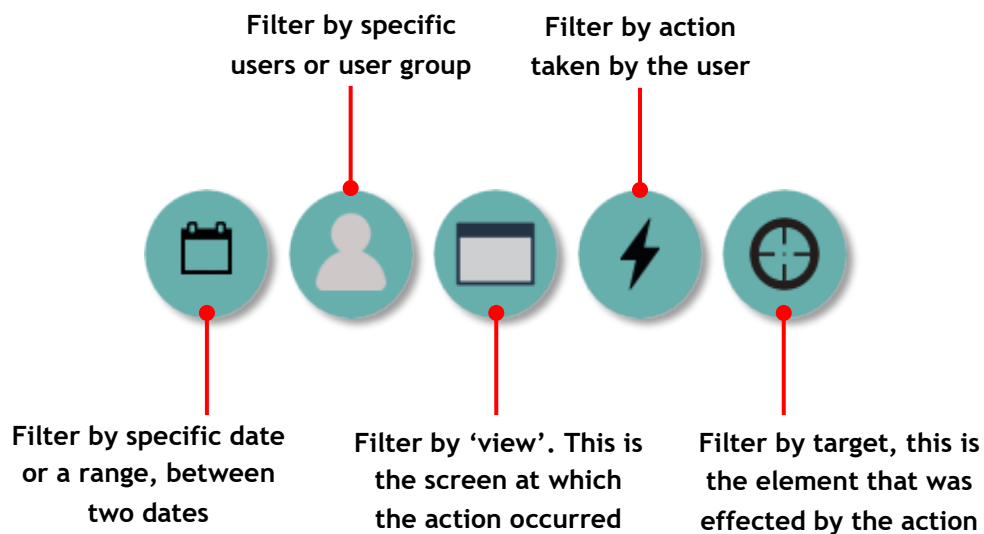 Filter by specific
users or user group
Filter by action
taken by the user
Filter by specific date
or a range, between
two dates
Filter by ‘view’. This is
the screen at which
the action occurred
Filter by target, this is
the element that was
effected by the action